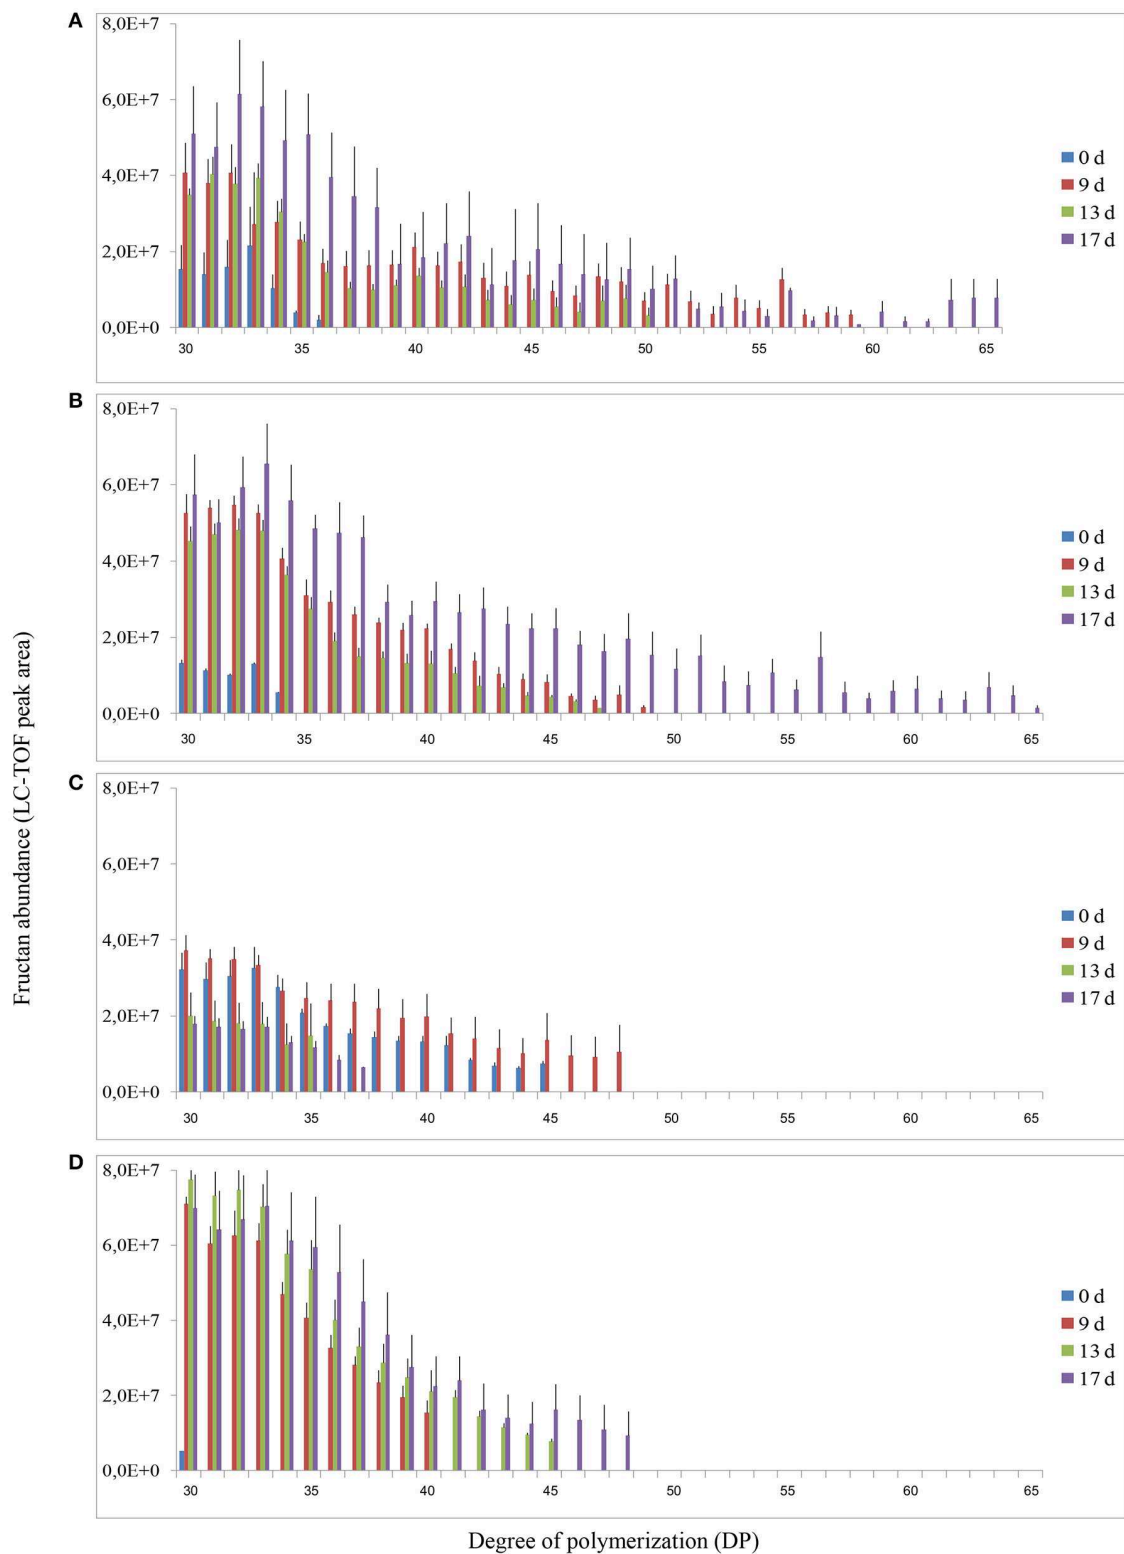 A
8,0E+7
6,0E+7
4,0E+7
2,0E+7
0,0E+0
30 35 40 45 50 55 60 65
0 d
9 d
13 d
17 d
B
8,0E+7
6,0E+7
4,0E+7
2,0E+7
0,0E+0
30 35 40 45 50 55 60 65
0 d
9 d
13 d
17 d
Fructan abundance (LC-TOF peak area)
C
8,0E+7
6,0E+7
4,0E+7
2,0E+7
0,0E+0
30 35 40 45 50 55 60 65
0 d
9 d
13 d
17 d
D
8,0E+7
6,0E+7
4,0E+7
2,0E+7
0,0E+0
30 35 40 45 50 55 60 65
0 d
9 d
13 d
17 d
Degree of polymerization (DP)